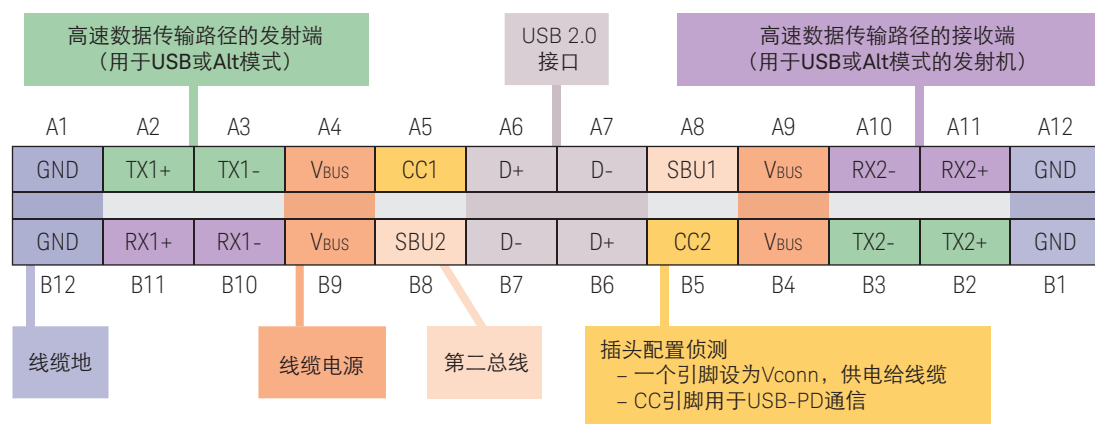 高速数据传输路径的发射端
（用于USB或Alt模式）
USB 2.0
接口
高速数据传输路径的接收端
（用于USB或Alt模式的发射机）
A1 A2 A3 A4 A5 A6 A7 A8 A9 A10 A11 A12
GND TX1+ TX1- VBUS CC1 D+ D- SBU1 VBUS RX2- RX2+ GND
GND RX1+ RX1- VBUS SBU2 D- D+ CC2 VBUS TX2- TX2+ GND
B12 B11 B10 B9 B8 B7 B6 B5 B4 B3 B2 B1
线缆地
线缆电源
第二总线
插头配置侦测
– 一个引脚设为Vconn，供电给线缆
– CC引脚用于USB-PD通信